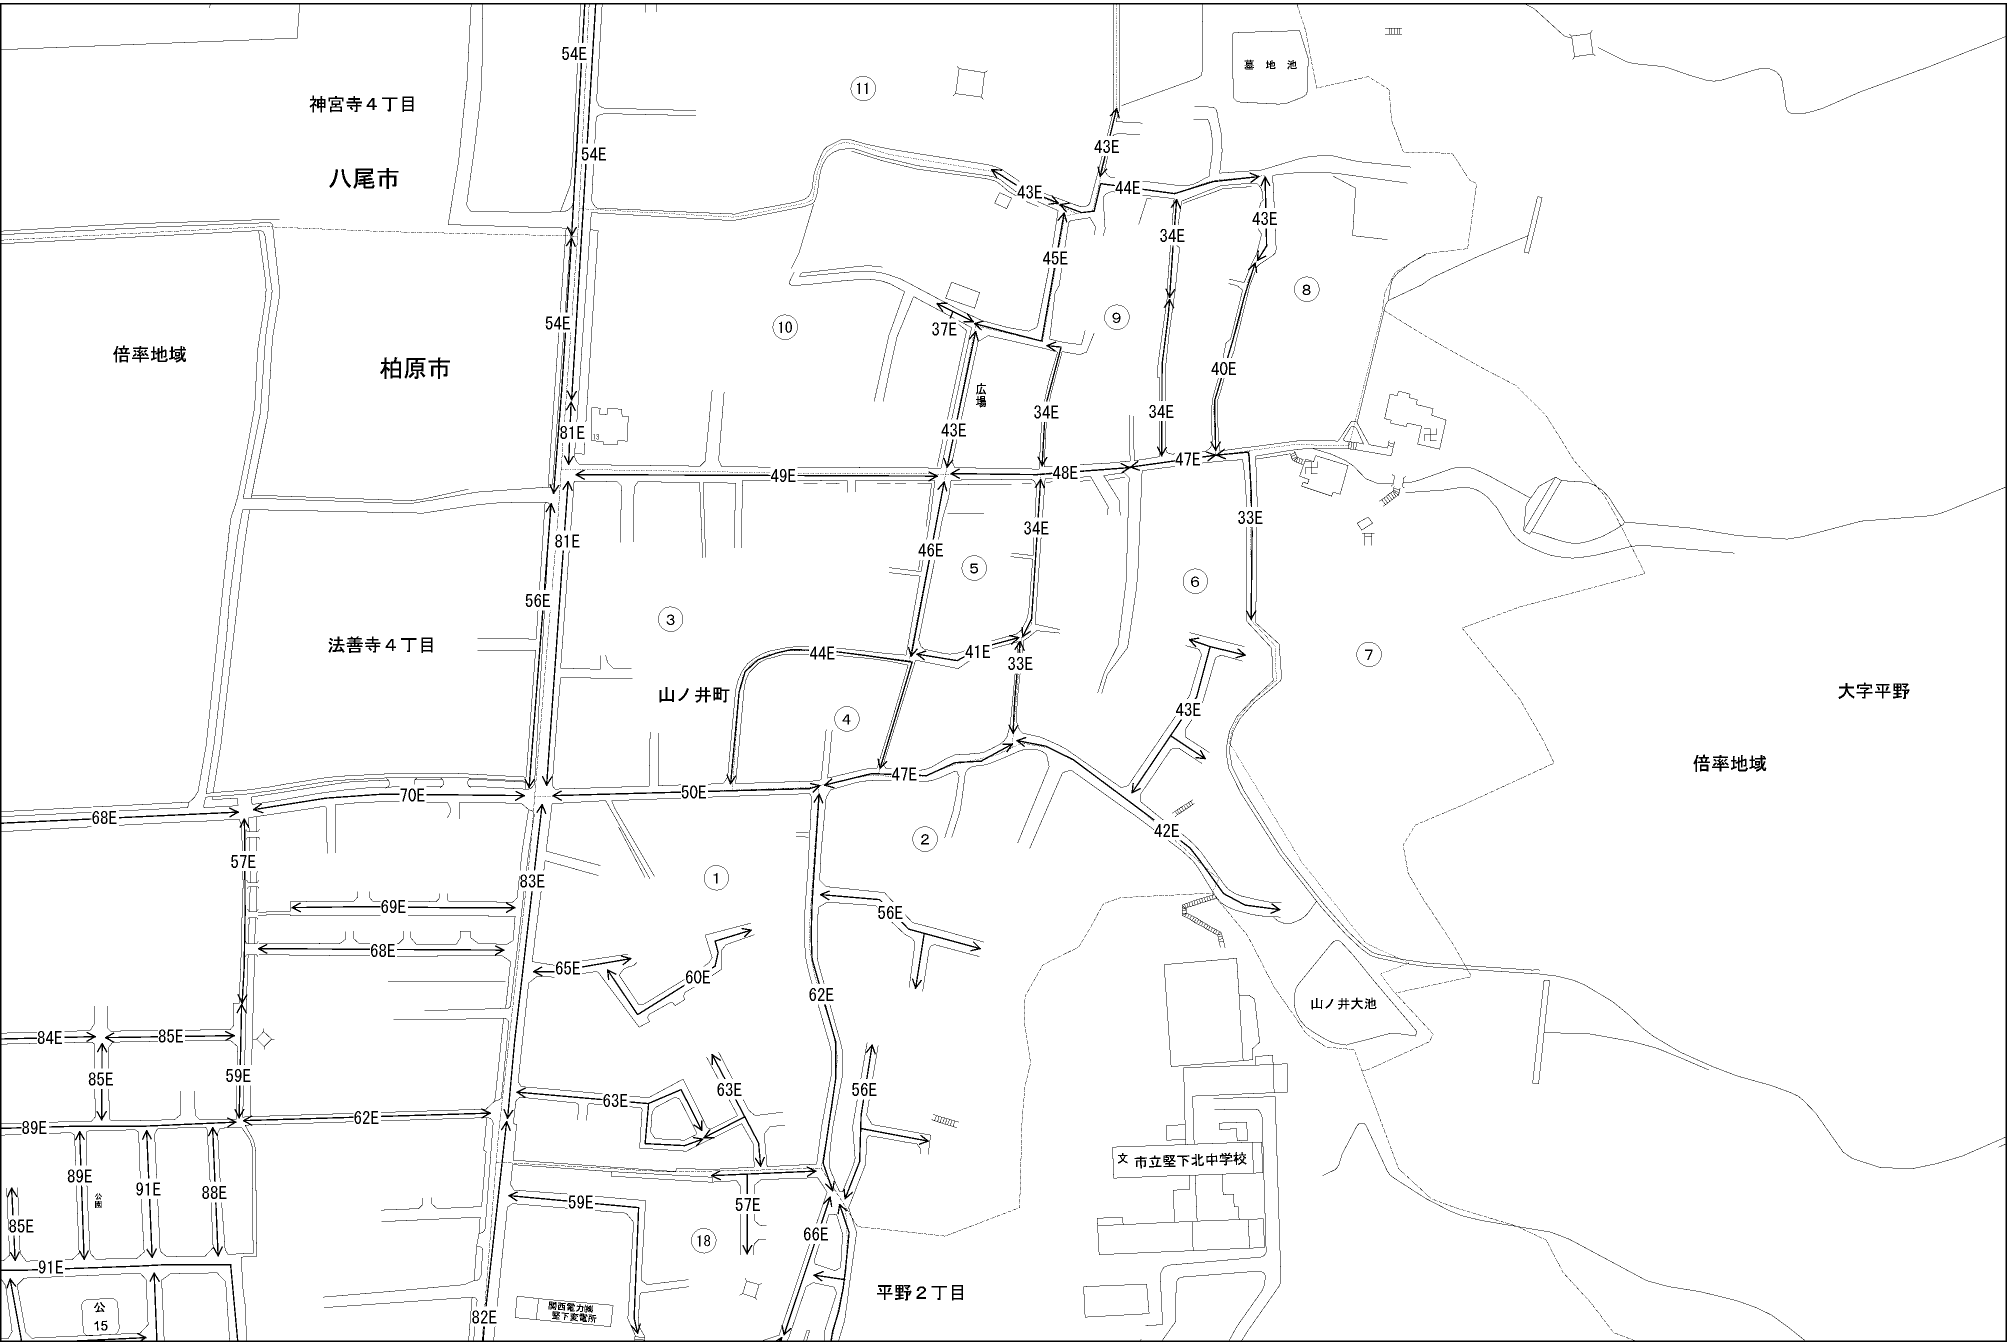 54E
墓地池
⑪
神宮寺４丁目
43E
54E
八尾市
44E
43E
43E
34E
45E
⑧
⑨
54E
⑩
37E
倍率地域
柏原市
40E
広場
34E
34E
43E
81E
13
47E
48E
49E
33E
34E
81E
46E
⑤
⑥
56E
③
法善寺４丁目
44E
41E
33E
⑦
大字平野
山ノ井町
43E
④
倍率地域
47E
50E
70E
68E
42E
②
57E
①
83E
69E
56E
68E
65E
60E
62E
山ノ井大池
84E
85E
85E
59E
63E
56E
63E
62E
89E
文 市立堅下北中学校
89E
公園
91E
88E
59E
57E
85E
66E
⑱
91E
平野２丁目
公
15
関西電力㈱
堅下変電所
82E